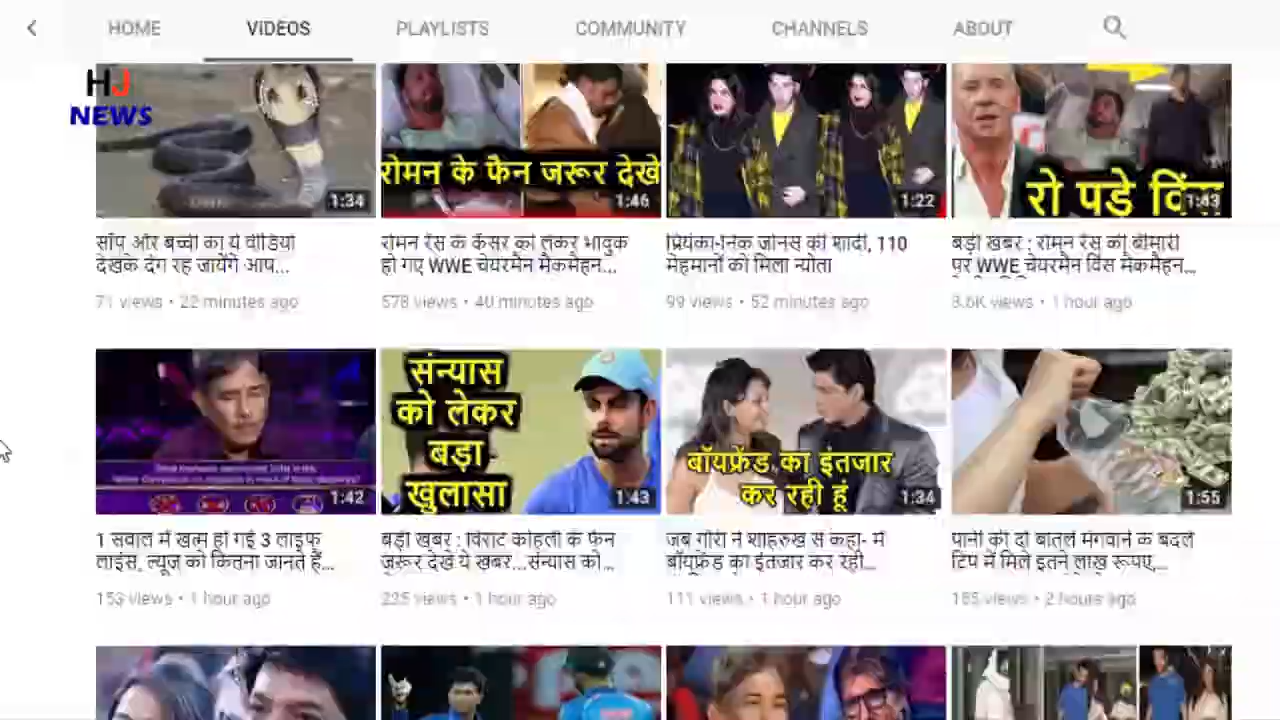 HOME VIDEOS PLAYLISTS COMMUNITY CHANNELS ABOUT
HJ
NEWS
रोमन के फैन जरूर देखे
रो पडे विंस
1:34 1:46 1:22 1:43
साँप और बच्ची का ये वीडियो
देखकर दंग रह जायेंगे आप...
71 views • 22 minutes ago
रोमन रेंस के कैंसर को लेकर भावुक
हो गए WWE चेयरमैन मैकमैहन...
578 views • 40 minutes ago
प्रियंका-निक जोनस की शादी, 110
मेहमानों को मिला न्योता
99 views • 52 minutes ago
बड़ी खबर : रोमन रेंस की बीमारी
पर WWE चेयरमैन विंस मैकमैहन...
views • 1 hour ago
संन्यास
को लेकर
बड़ा
खुलासा
बॉयफ्रेंड का इंतजार
कर रही हूं
1:42 1:43 1:34 1:55
1 सवाल में खत्म हो गई 3 लाइफ
लाइंस, ल्यूज को कितना जानते हैं...
153 views • 1 hour ago
बड़ी खबर : विराट कोहली के फैन
जरूर देखें ये खबर...संन्यास को...
225 views • 1 hour ago
जब गौरी ने शाहरुख से कहा- मैं
बॉयफ्रेंड का इंतजार कर रही...
111 views • 1 hour ago
पानी की दो बोतलें मंगवाने के बदले
टिप में मिले इतने लाख रूपए,...
185 views • 2 hours ago